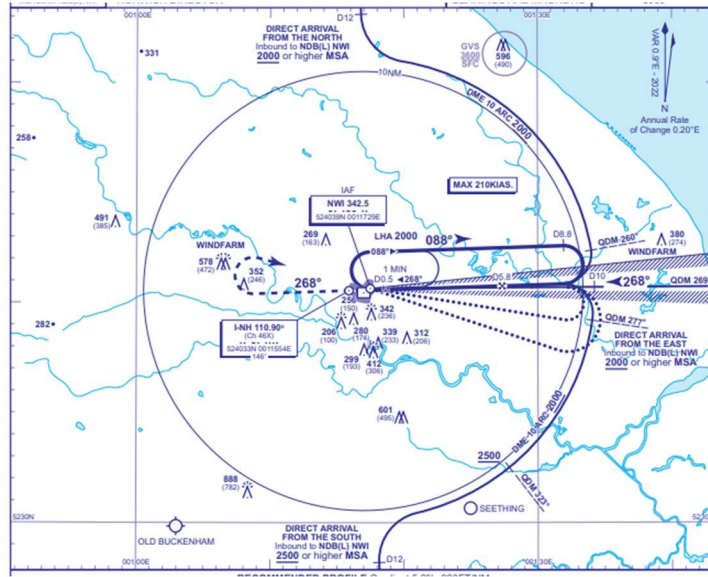 001 00E
D12
DIRECT ARRIVAL
FROM THE NORTH
Inbound to NDB(L) NWI
2000 or higher MSA
001 30E
331
258
10NM
GVS
3600
SFC
596
(490)
VAR 0.9°E - 2022
N
Annual Rate
of Change 0.20°E
DME 10 ARC 2000
MAX 210KIAS.
IAF
NWI 342.5
524039N 0011729E
491
(385)
WINDFARM
578
(472)
352
(246)
269
(163)
LHA 2000
088°
088°
D8.8
QDM 260°
380
(274)
WINDFARM
268°
1 MIN
D0.5
268°
D5.8
D10
268°
QDM 269
282
I-NH 110.90
(Ch 46X)
524033N 0011554E
146'
256
(150)
342
(236)
206
(100)
280
(174)
339
(233)
312
(206)
299
(193)
412
(306)
QDM 277°
DIRECT ARRIVAL
FROM THE EAST
Inbound to NDB(L) NWI
2000 or higher MSA
601
(495)
DME 10 ARC 2000
2500
QDM 323°
888
(782)
SEETHING
5230N
OLD BUCKENHAM
5230
001 00E
DIRECT ARRIVAL
FROM THE SOUTH
Inbound to NDB(L) NWI
2500 or higher MSA
D12
001 30E